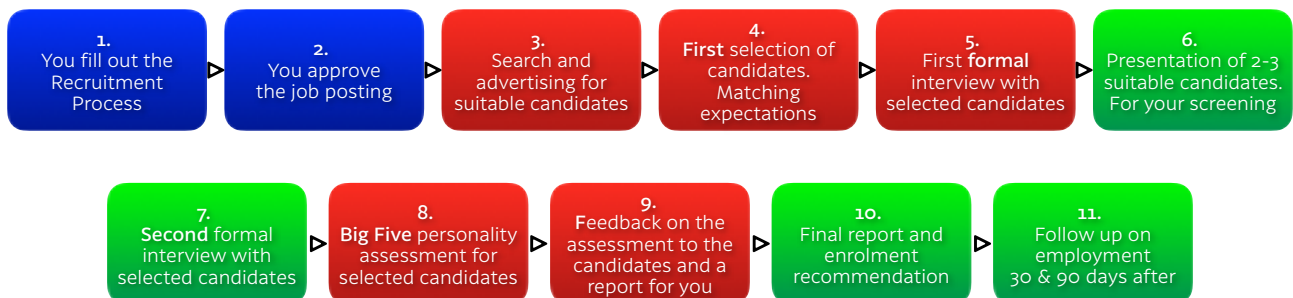 1.
You fill out the
Recruitment
Process
2.
You approve
the job posting
3.
Search and
advertising for
suitable candidates
4.
First selection of
candidates.
Matching
expectations
5.
First formal
interview with
selected candidates
6.
Presentation of 2-3
suitable candidates.
For your screening
7.
Second formal
interview with
selected candidates
8.
Big Five personality
assessment for
selected candidates
9.
Feedback on the
assessment to the
candidates and a
report for you
10.
Final report and
enrolment
recommendation
11.
Follow up on
employment
30 & 90 days after